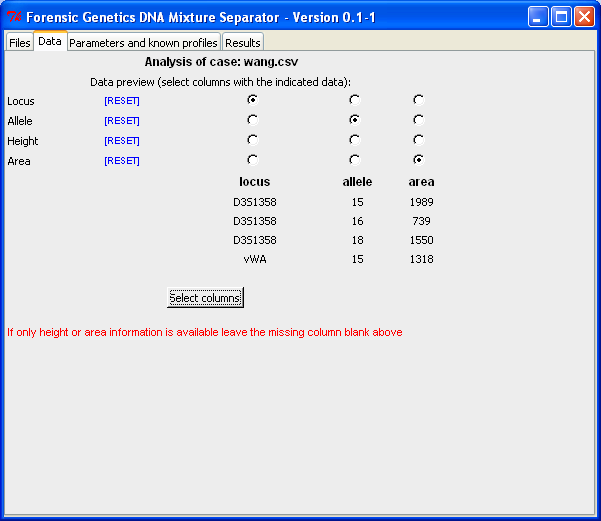 Forensic Genetics DNA Mixture Separator - Version 0.1-1
Files Data Parameters and known profiles Results
Analysis of case: wang.csv
Data preview (select columns with the indicated data):
Locus [RESET]
Allele [RESET]
Height [RESET]
Area [RESET]
locus allele area
D3S1358 15 1989
D3S1358 16 739
D3S1358 18 1550
vWA 15 1318
Select columns
If only height or area information is available leave the missing column blank above